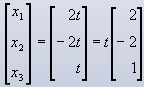 [x₁ x₂ x₃] = [2t −2t t] = t [2 −2 1]